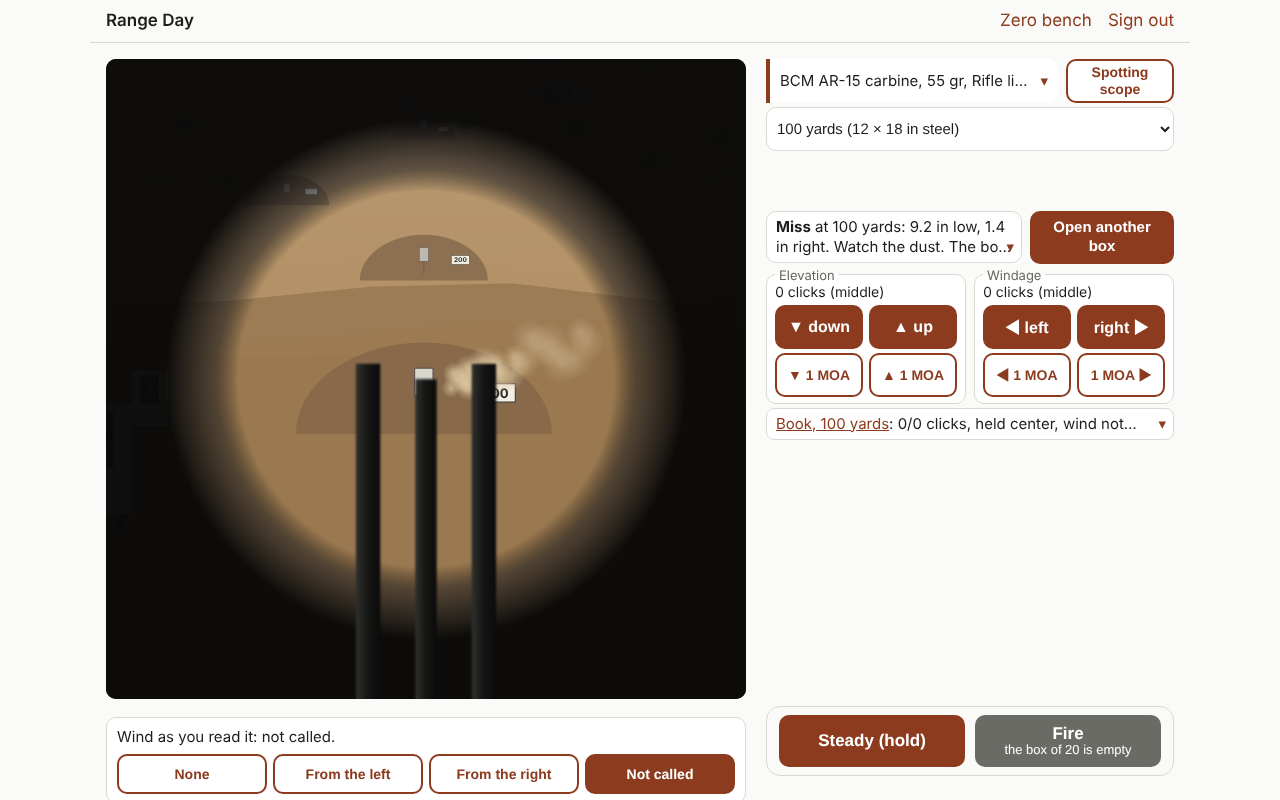 Range Day
Zero bench
Sign out
BCM AR-15 carbine, 55 gr, Rifle li... ▼
Spotting
scope
100 yards (12 × 18 in steel)
200
Miss at 100 yards: 9.2 in low, 1.4
in right. Watch the dust. The bo...▼
Open another
box
Elevation
0 clicks (middle)
▼ down
▲ up
▼ 1 MOA
▲ 1 MOA
Windage
0 clicks (middle)
◀ left
right ▶
◀ 1 MOA
1 MOA ▶
Book, 100 yards: 0/0 clicks, held center, wind not... ▼
Steady (hold)
Fire
the box of 20 is empty
Wind as you read it: not called.
None
From the left
From the right
Not called